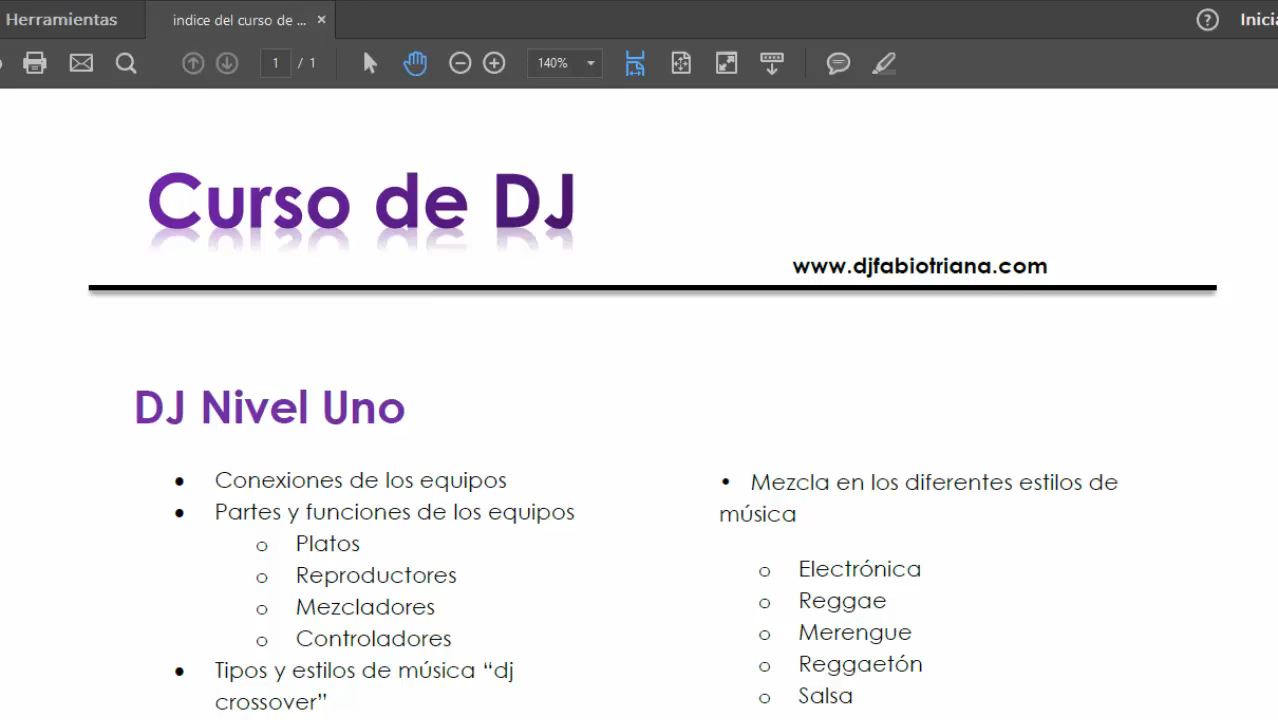 Herramientas
indice del curso de ...
Inicia
1 / 1
140%
Curso de DJ
www.djfabiotriana.com
DJ Nivel Uno
• Conexiones de los equipos
• Partes y funciones de los equipos
o Platos
o Reproductores
o Mezcladores
o Controladores
• Tipos y estilos de música “dj
crossover”
• Mezcla en los diferentes estilos de
música
o Electrónica
o Reggae
o Merengue
o Reggaetón
o Salsa